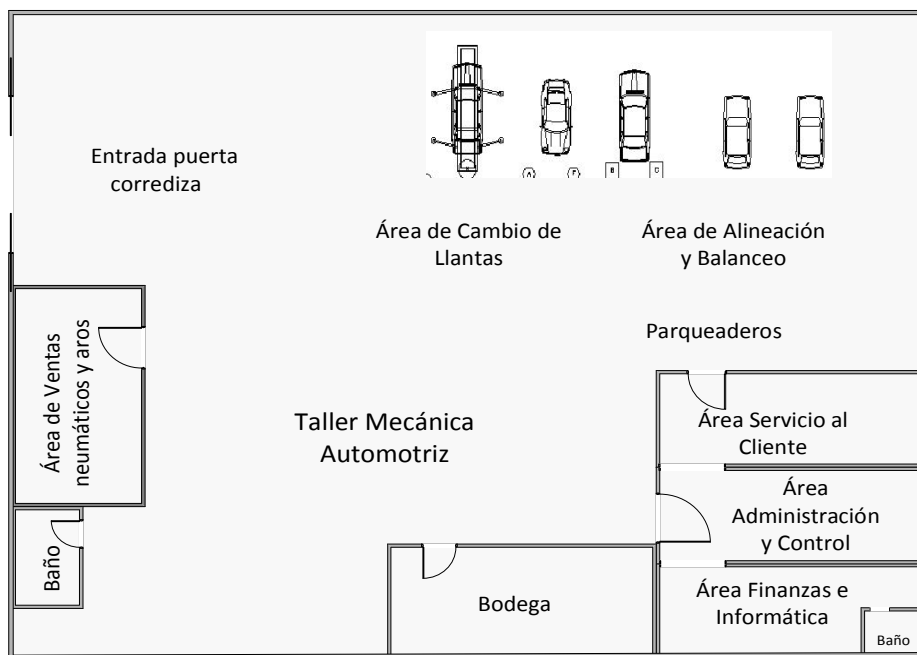 Entrada puerta
corrediza
Área de Cambio de
Llantas
Área de Alineación
y Balanceo
Parqueaderos
Área de Ventas
neumáticos y aros
Taller Mecánica
Automotriz
Área Servicio al
Cliente
Área
Administración
y Control
Baño
Bodega
Área Finanzas e
Informática
Baño